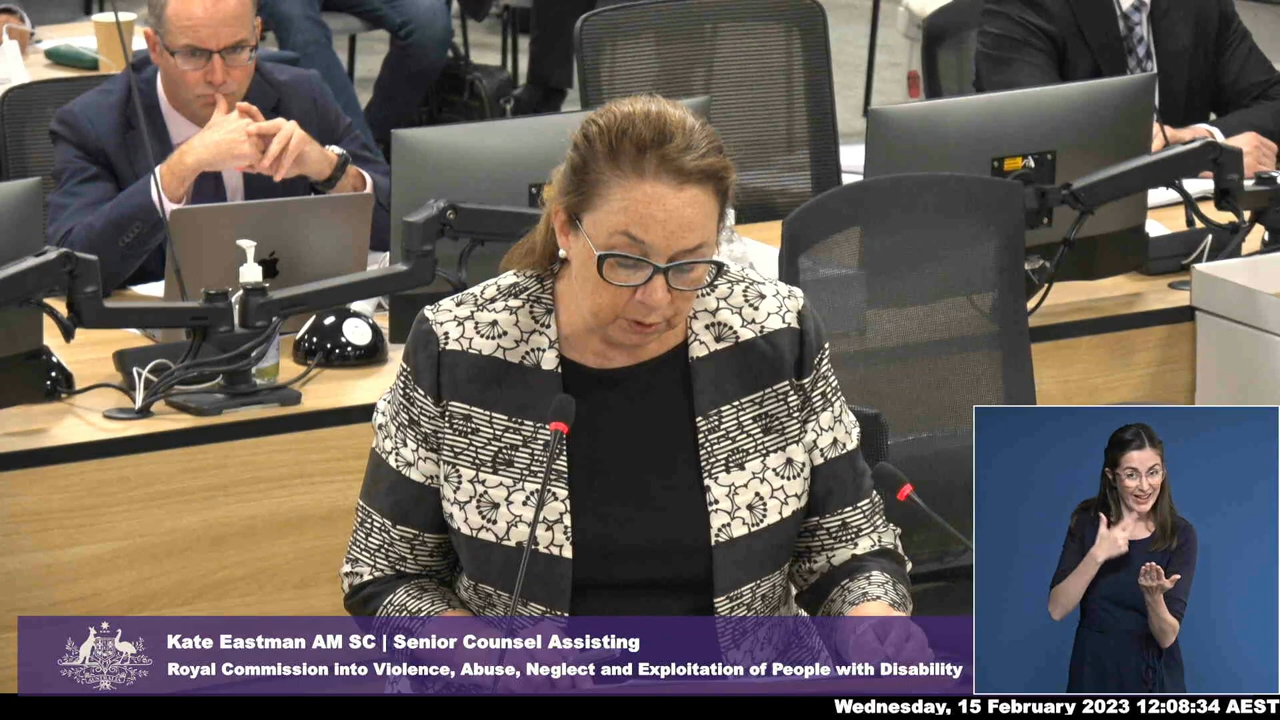 Kate Eastman AM SC | Senior Counsel Assisting
Royal Commission into Violence, Abuse, Neglect and Exploitation of People with Disability
Wednesday, 15 February 2023 12:08:34 AEST